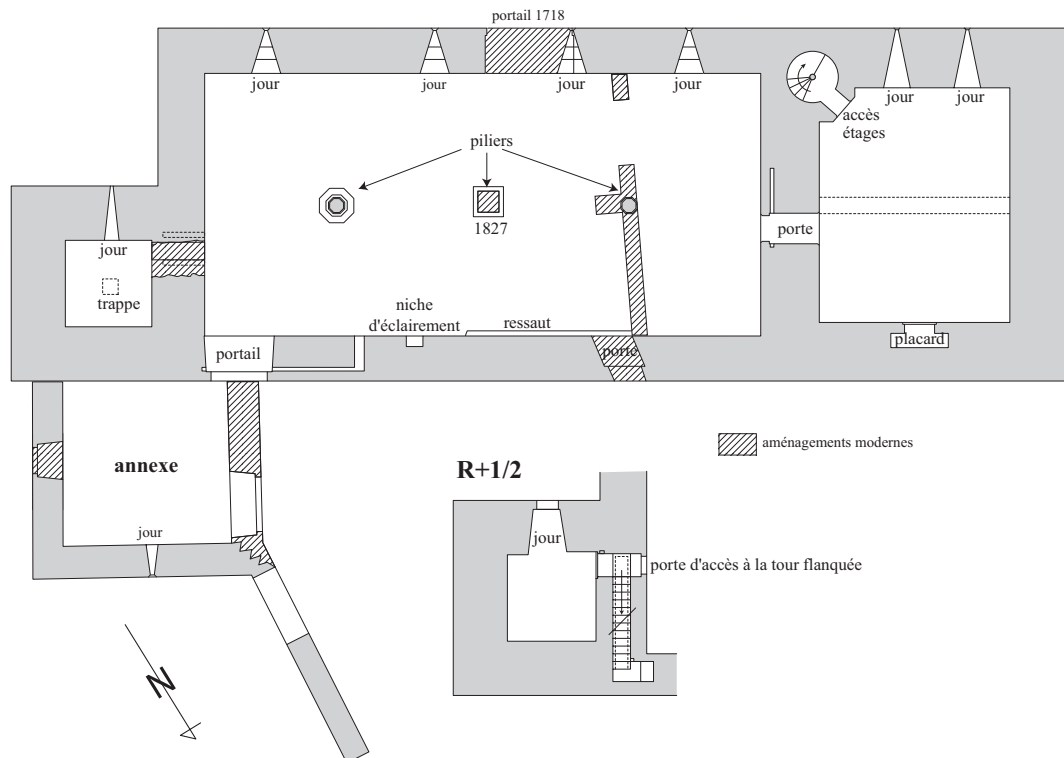 portail 1718
jour
jour
jour
jour
jour
jour
accès
étages
piliers
1827
porte
jour
trappe
niche
d'éclairement
ressaut
portail
porte
placard
annexe
aménagements modernes
R+1/2
jour
jour
porte d'accès à la tour flanquée
N